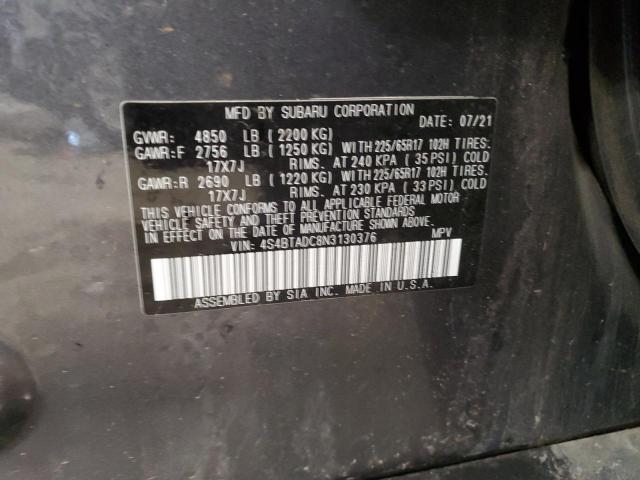 MFD BY SUBARU CORPORATION
DATE: 07/21
GVWR: 4850 LB (2200 KG)
GAWR:F 2756 LB (1250 KG) WITH 225/65R17 102H TIRES.
17X7J RIMS. AT 240 KPA (35 PSI) COLD
GAWR:R 2690 LB (1220 KG) WITH 225/65R17 102H TIRES.
17X7J RIMS. AT 230 KPA (33 PSI) COLD
THIS VEHICLE CONFORMS TO ALL APPLICABLE FEDERAL MOTOR
VEHICLE SAFETY AND THEFT PREVENTION STANDARDS IN
EFFECT ON THE DATE OF MANUFACTURE SHOWN ABOVE.
VIN: 4S4BTADC8N3130376 MPV
ASSEMBLED BY SIA INC. MADE IN U.S.A.